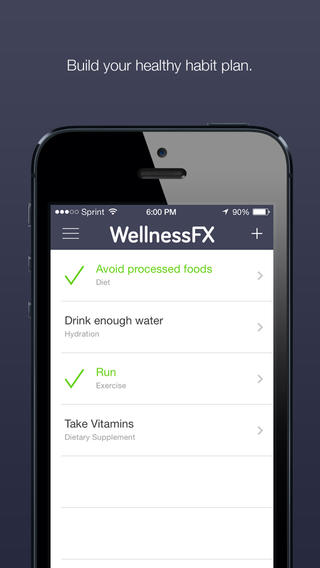 Build your healthy habit plan.
Sprint 6:00 PM 90%
WellnessFX +
Avoid processed foods
Diet
Drink enough water
Hydration
Run
Exercise
Take Vitamins
Dietary Supplement